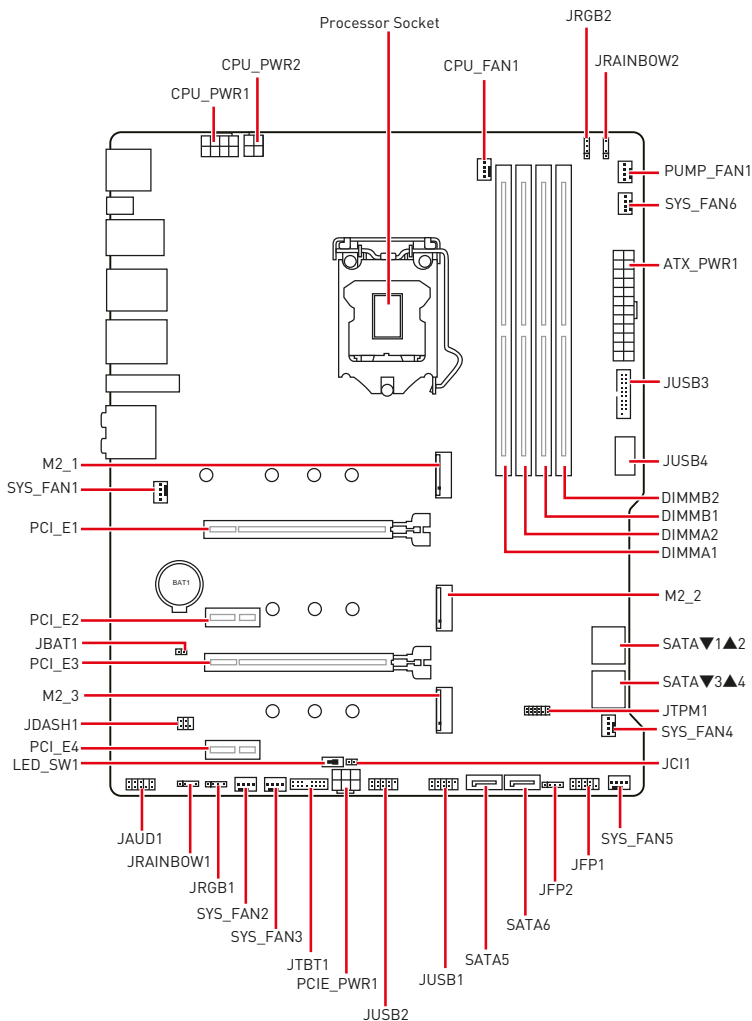 Processor Socket
JRGB2
CPU_PWR2
CPU_FAN1
JRAINBOW2
CPU_PWR1
PUMP_FAN1
SYS_FAN6
ATX_PWR1
JUSB3
M2_1
JUSB4
SYS_FAN1
DIMMB2
DIMMB1
PCI_E1
DIMMA2
DIMMA1
BAT1
M2_2
PCI_E2
JBAT1
SATA▼1▲2
PCI_E3
SATA▼3▲4
M2_3
JTPM1
JDASH1
SYS_FAN4
PCI_E4
LED_SW1
JCI1
JAUD1
SYS_FAN5
JRAINBOW1
JFP1
JRGB1
JFP2
SYS_FAN2
SATA6
SYS_FAN3
SATA5
JTBT1
JUSB1
PCIE_PWR1
JUSB2